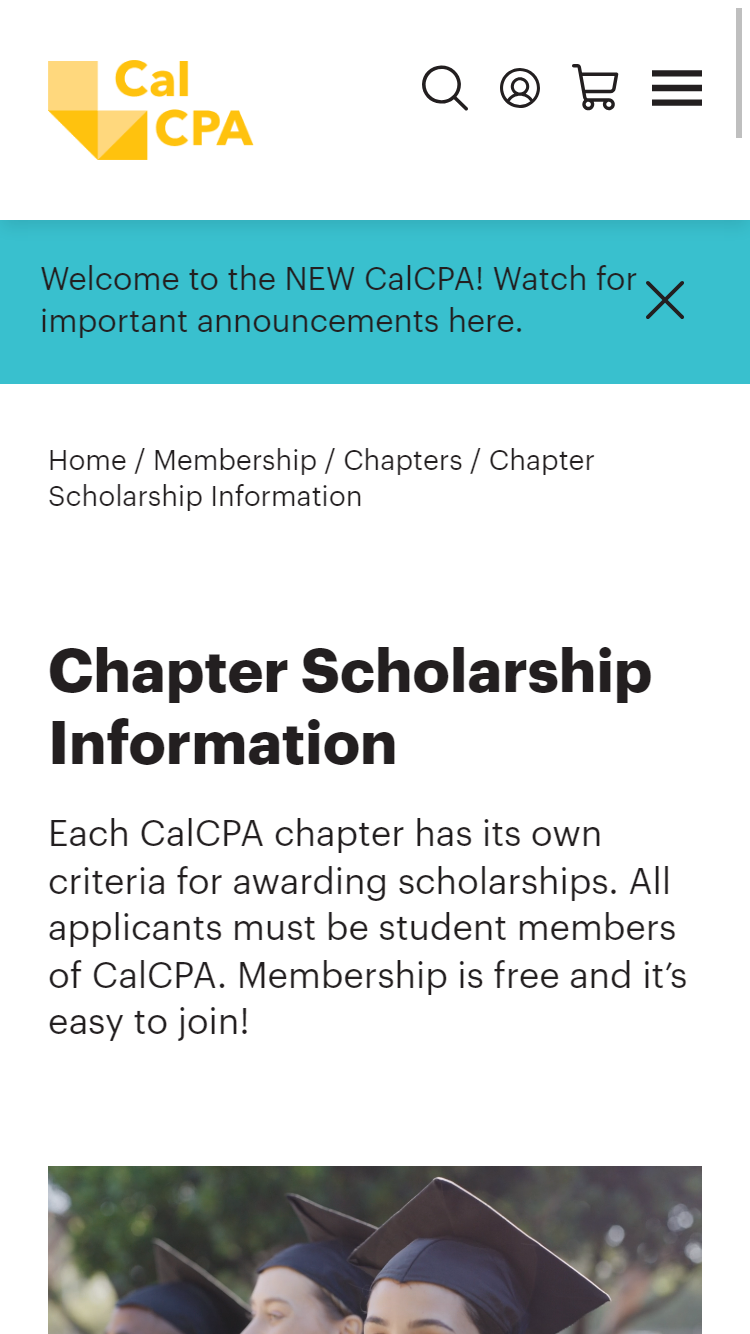 Cal
CPA
Welcome to the NEW CalCPA! Watch for
important announcements here.
Home / Membership / Chapters / Chapter
Scholarship Information
Chapter Scholarship
Information
Each CalCPA chapter has its own
criteria for awarding scholarships. All
applicants must be student members
of CalCPA. Membership is free and it’s
easy to join!